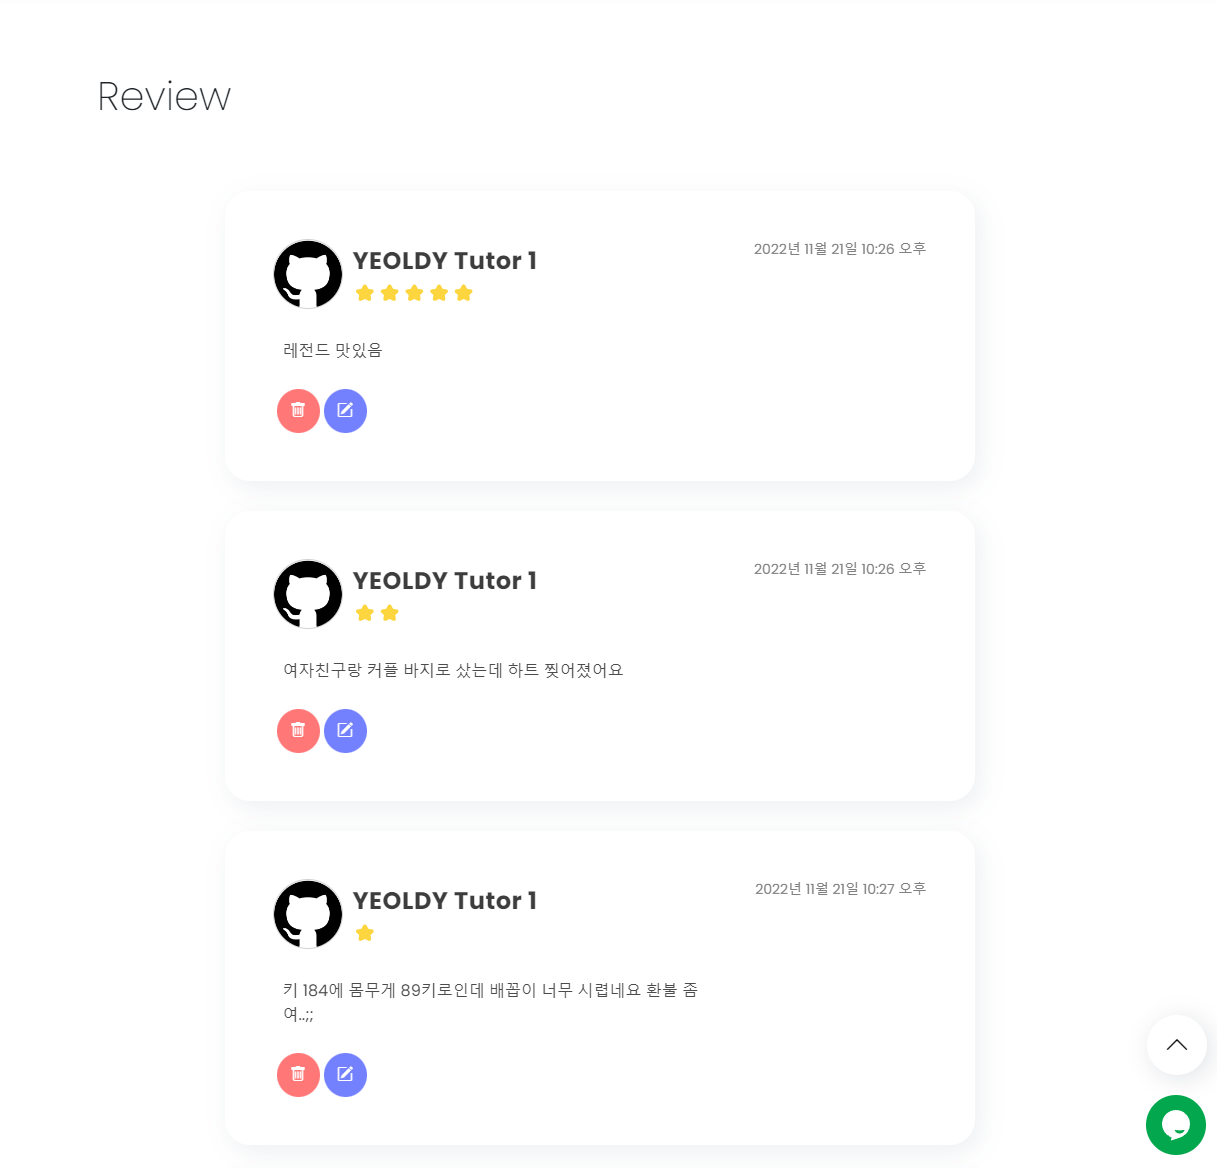 Review
YEOLDY Tutor 1
2022년 11월 21일 10:26 오후
레전드 맛있음
YEOLDY Tutor 1
2022년 11월 21일 10:26 오후
여자친구랑 커플 바지로 샀는데 하트 찢어졌어요
YEOLDY Tutor 1
2022년 11월 21일 10:27 오후
키 184에 몸무게 89키로인데 배꼽이 너무 시렵네요 환불 좀
여..;;